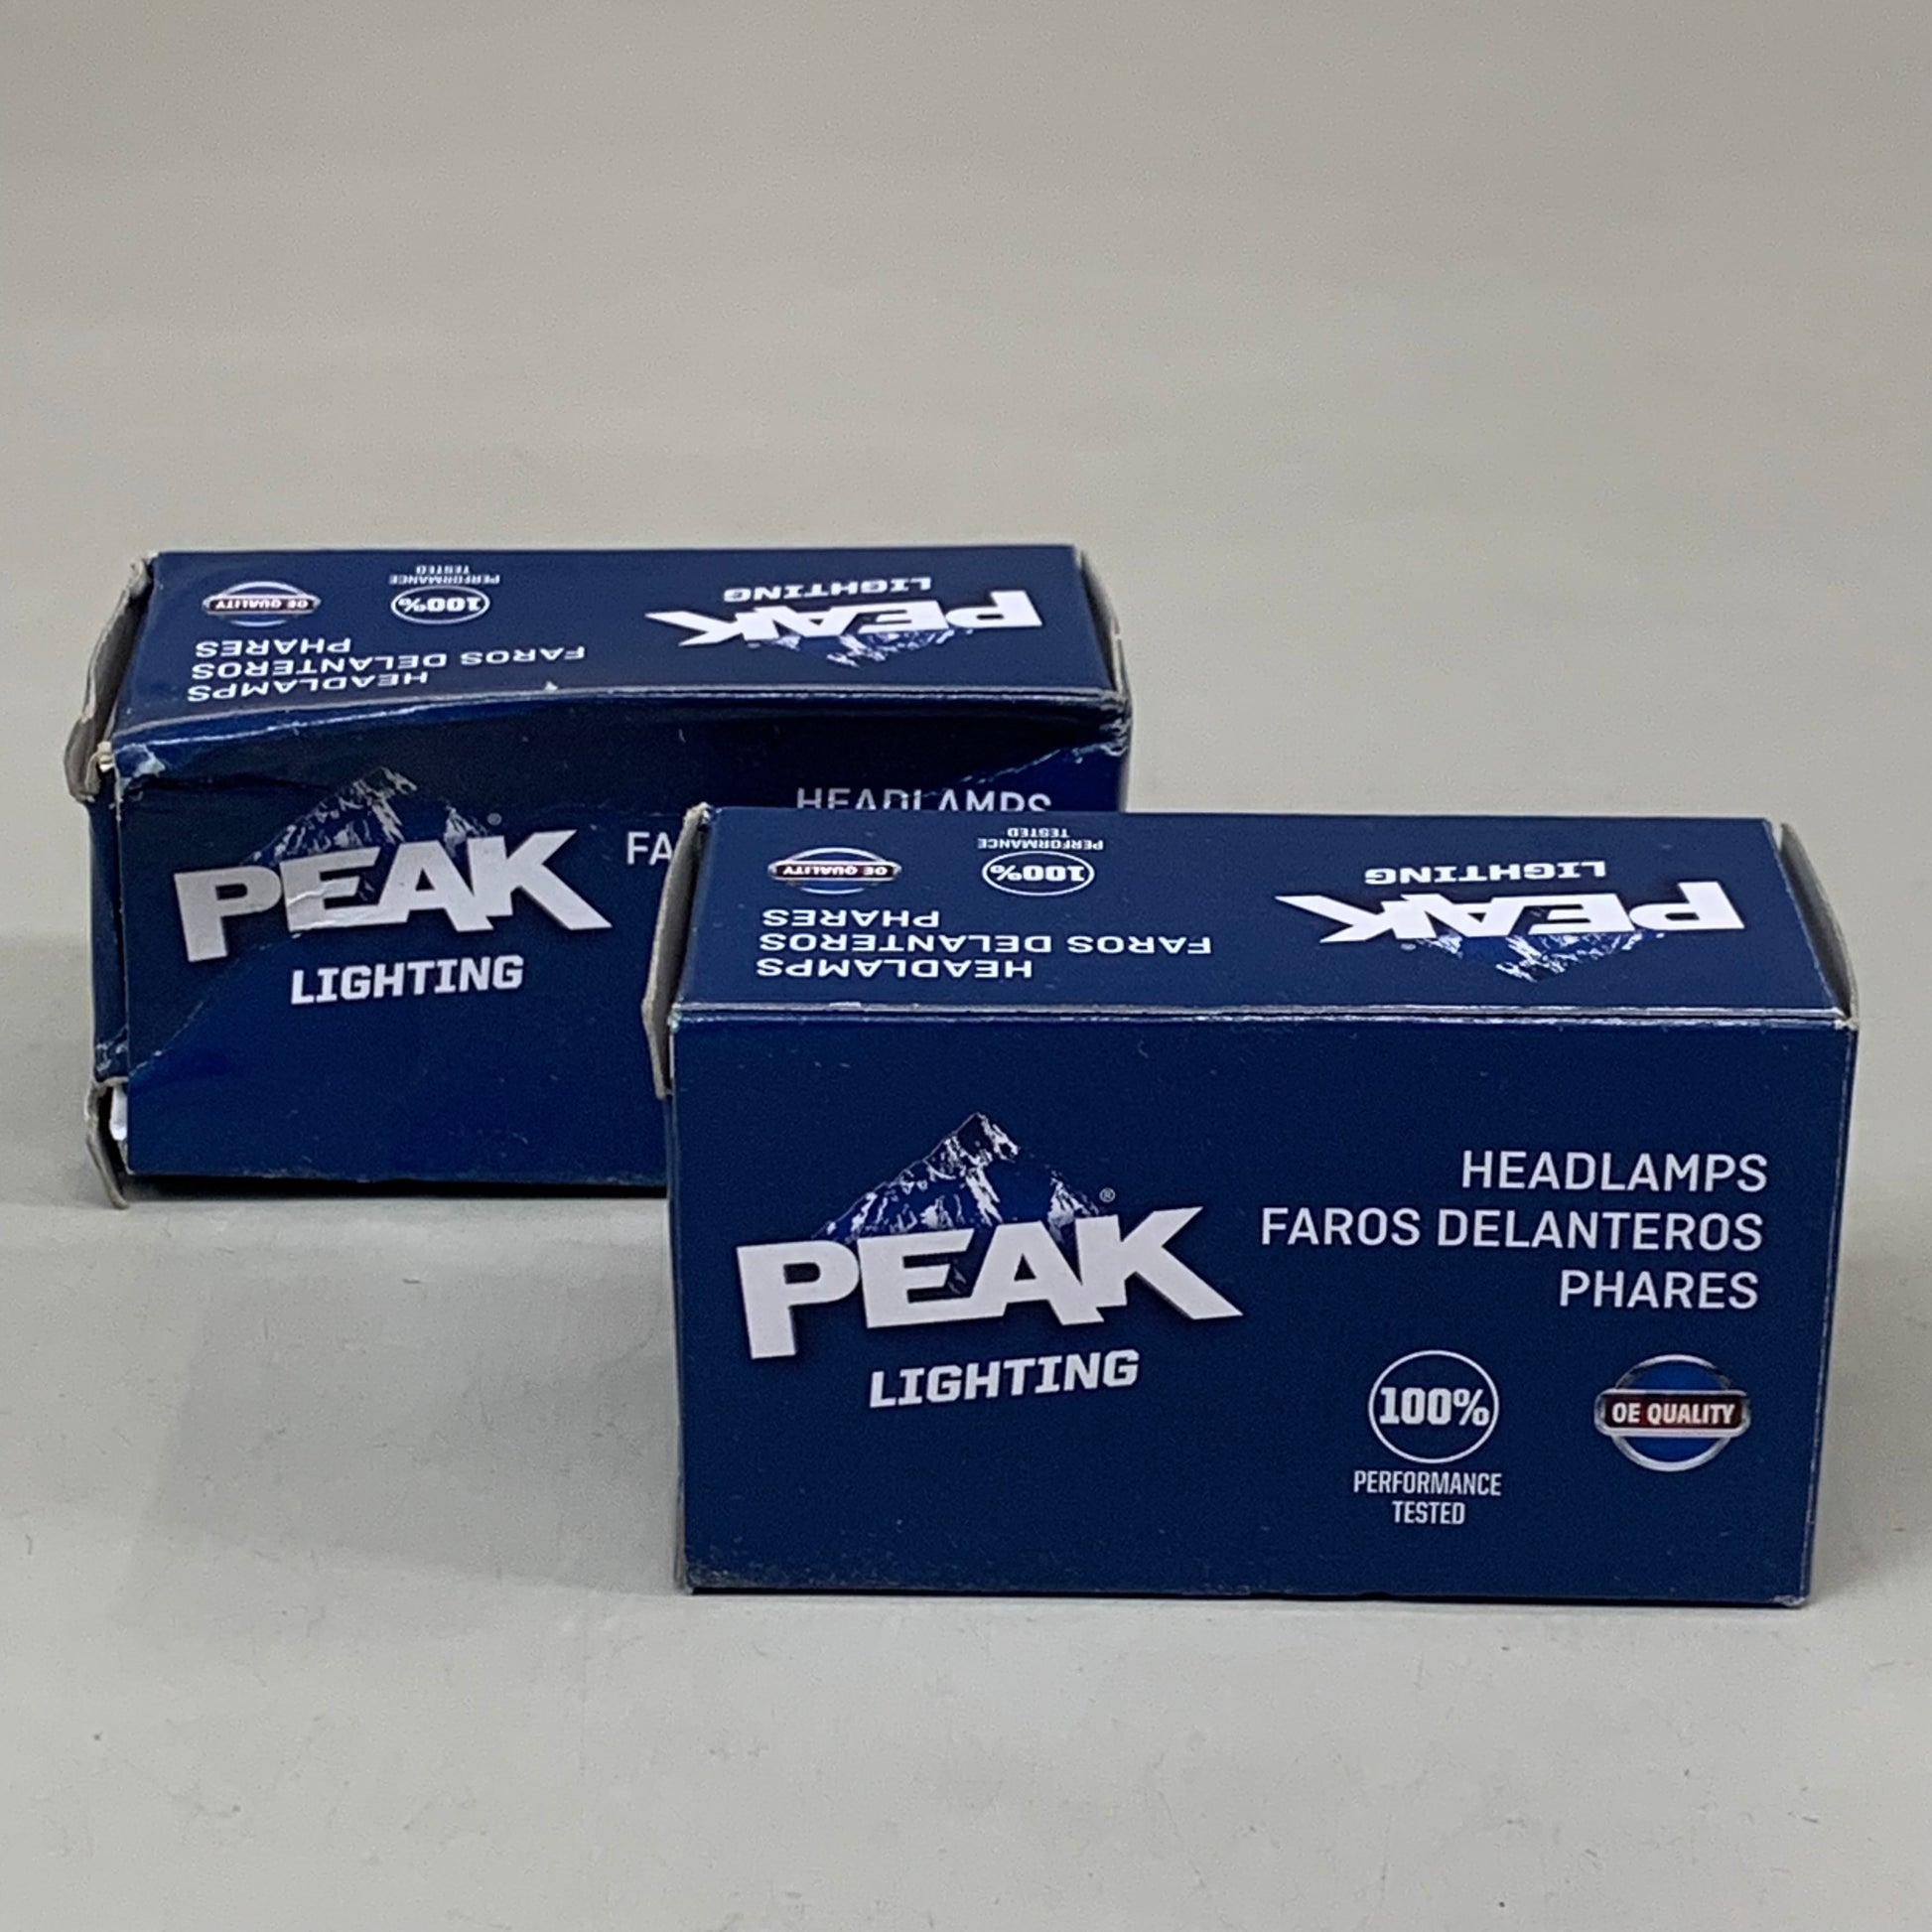 OE QUALITY
100%
PERFORMANCE
TESTED
PEAK
LIGHTING
HEADLAMPS
FAROS DELANTEROS
PHARES
PEAK®
LIGHTING
HEADLAMPS
FA
OE QUALITY
100%
PERFORMANCE
TESTED
PEAK®
LIGHTING
HEADLAMPS
FAROS DELANTEROS
PHARES
PEAK®
LIGHTING
HEADLAMPS
FAROS DELANTEROS
PHARES
100%
PERFORMANCE
TESTED
OE QUALITY